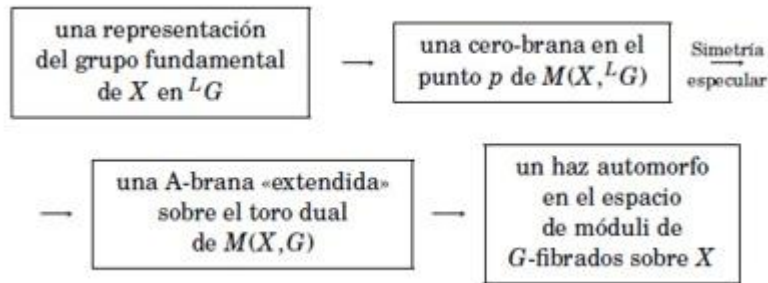 una representación
del grupo fundamental
de X en ᴸG
→
una cero-brana en el
punto p de M(X,ᴸG)
Simetría
→
especular
→
una A-brana «extendida»
sobre el toro dual
de M(X,G)
→
un haz automorfo
en el espacio
de móduli de
G-fibrados sobre X